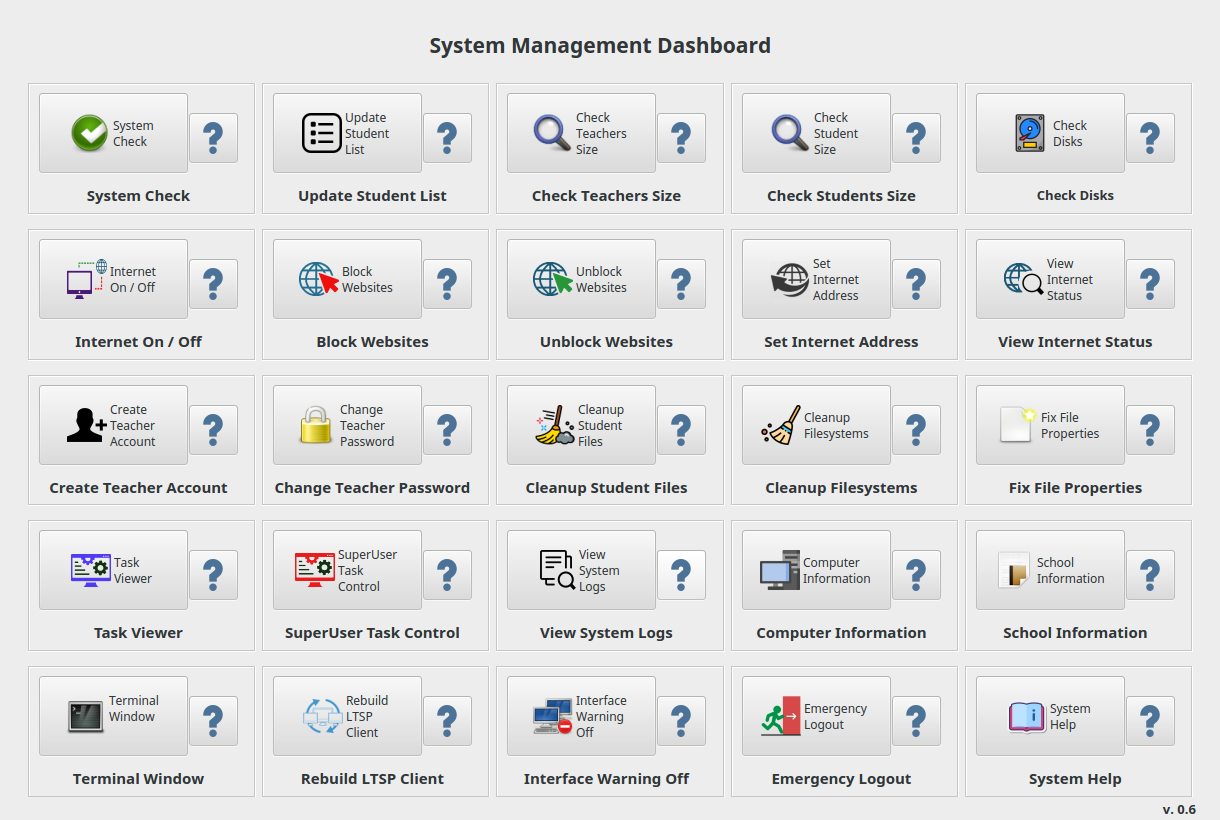 System Management Dashboard
System
Check
?
System Check
Update
Student
List
?
Update Student List
Check
Teachers
Size
?
Check Teachers Size
Check
Student
Size
?
Check Students Size
Check
Disks
?
Check Disks
Internet
On / Off
?
Internet On / Off
Block
Websites
?
Block Websites
Unblock
Websites
?
Unblock Websites
Set
Internet
Address
?
Set Internet Address
View
Internet
Status
?
View Internet Status
Create
Teacher
Account
?
Create Teacher Account
Change
Teacher
Password
?
Change Teacher Password
Cleanup
Student
Files
?
Cleanup Student Files
Cleanup
Filesystems
?
Cleanup Filesystems
Fix File
Properties
?
Fix File Properties
Task
Viewer
?
Task Viewer
SuperUser
Task
Control
?
SuperUser Task Control
View
System
Logs
?
View System Logs
Computer
Information
?
Computer Information
School
Information
?
School Information
Terminal
Window
?
Terminal Window
Rebuild
LTSP
Client
?
Rebuild LTSP Client
Interface
Warning
Off
?
Interface Warning Off
Emergency
Logout
?
Emergency Logout
i
System
Help
?
System Help
v. 0.6